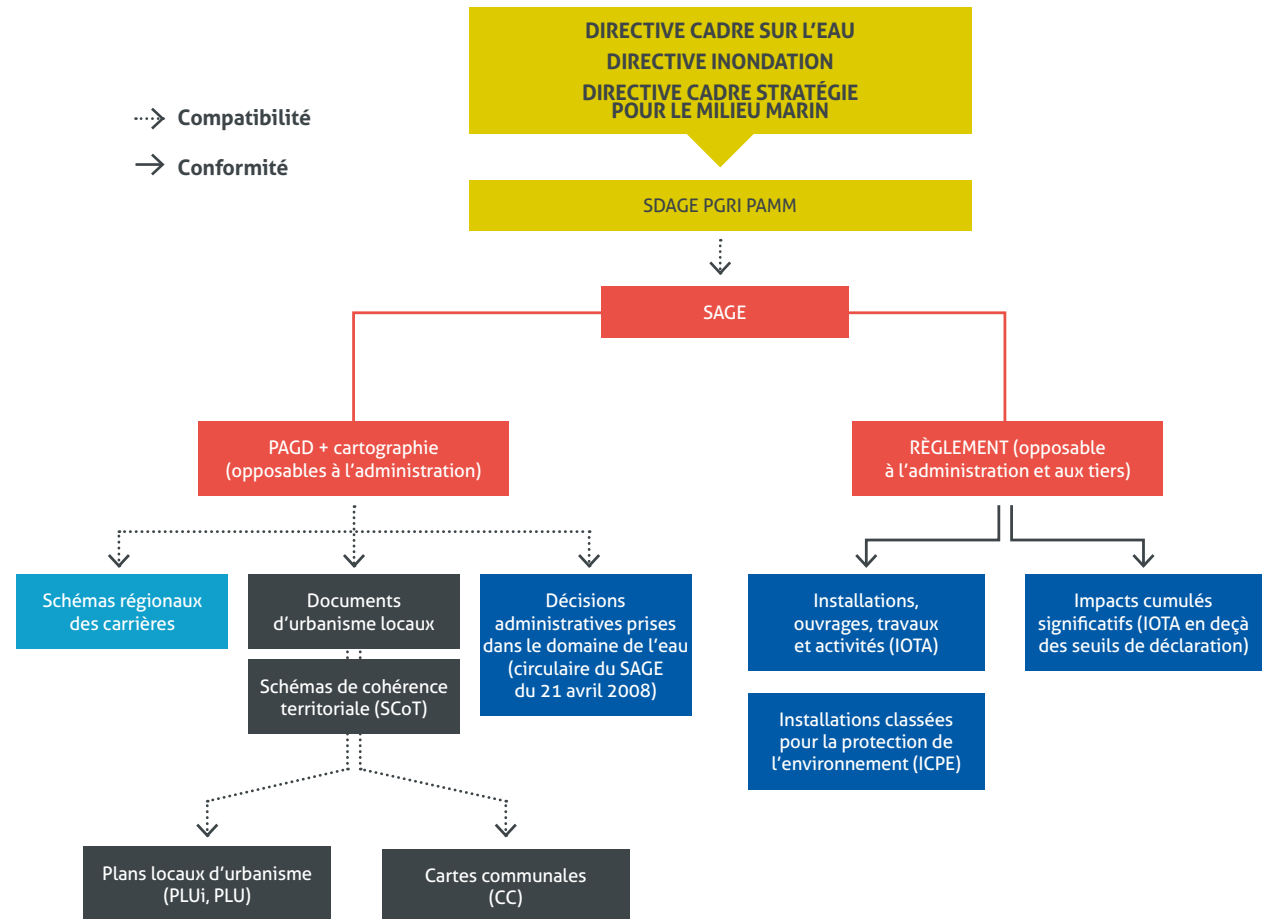 DIRECTIVE CADRE SUR L'EAU
DIRECTIVE INONDATION
DIRECTIVE CADRE STRATÉGIE
POUR LE MILIEU MARIN
Compatibilité
Conformité
SDAGE PGRI PAMM
SAGE
PAGD + cartographie
(opposables à l'administration)
RÈGLEMENT (opposable
à l'administration et aux tiers)
Schémas régionaux
des carrières
Documents
d'urbanisme locaux
Décisions
administratives prises
dans le domaine de l'eau
(circulaire du SAGE
du 21 avril 2008)
Installations,
ouvrages, travaux
et activités (IOTA)
Impacts cumulés
significatifs (IOTA en deçà
des seuils de déclaration)
Schémas de cohérence
territoriale (SCoT)
Installations classées
pour la protection de
l'environnement (ICPE)
Plans locaux d'urbanisme
(PLUi, PLU)
Cartes communales
(CC)